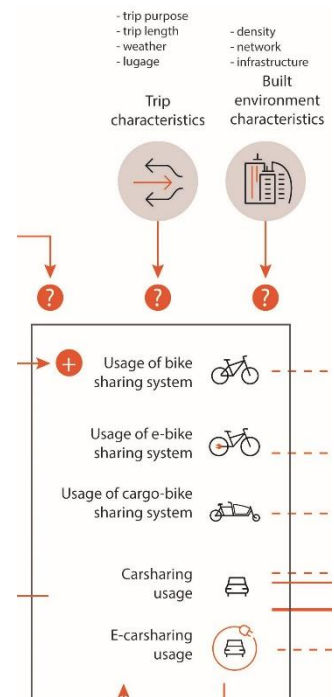 - trip purpose
- trip length
- weather
- lugage
Trip
characteristics
- density
- network
- infrastructure
Built
environment
characteristics
?
?
?
+
Usage of bike
sharing system
Usage of e-bike
sharing system
Usage of cargo-bike
sharing system
Carsharing
usage
E-carsharing
usage